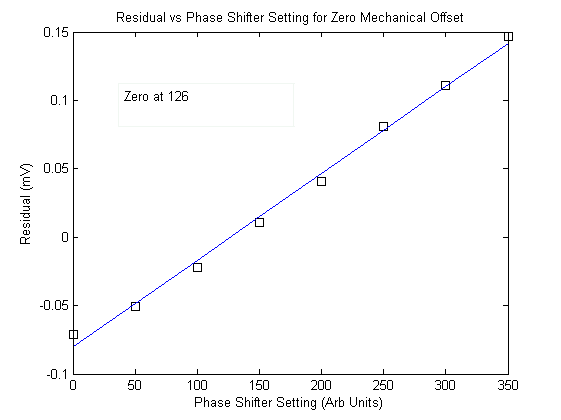 Residual vs Phase Shifter Setting for Zero Mechanical Offset
0.15
0.1
0.05
0
-0.05
-0.1
Residual (mV)
Zero at 126
0 50 100 150 200 250 300 350
Phase Shifter Setting (Arb Units)